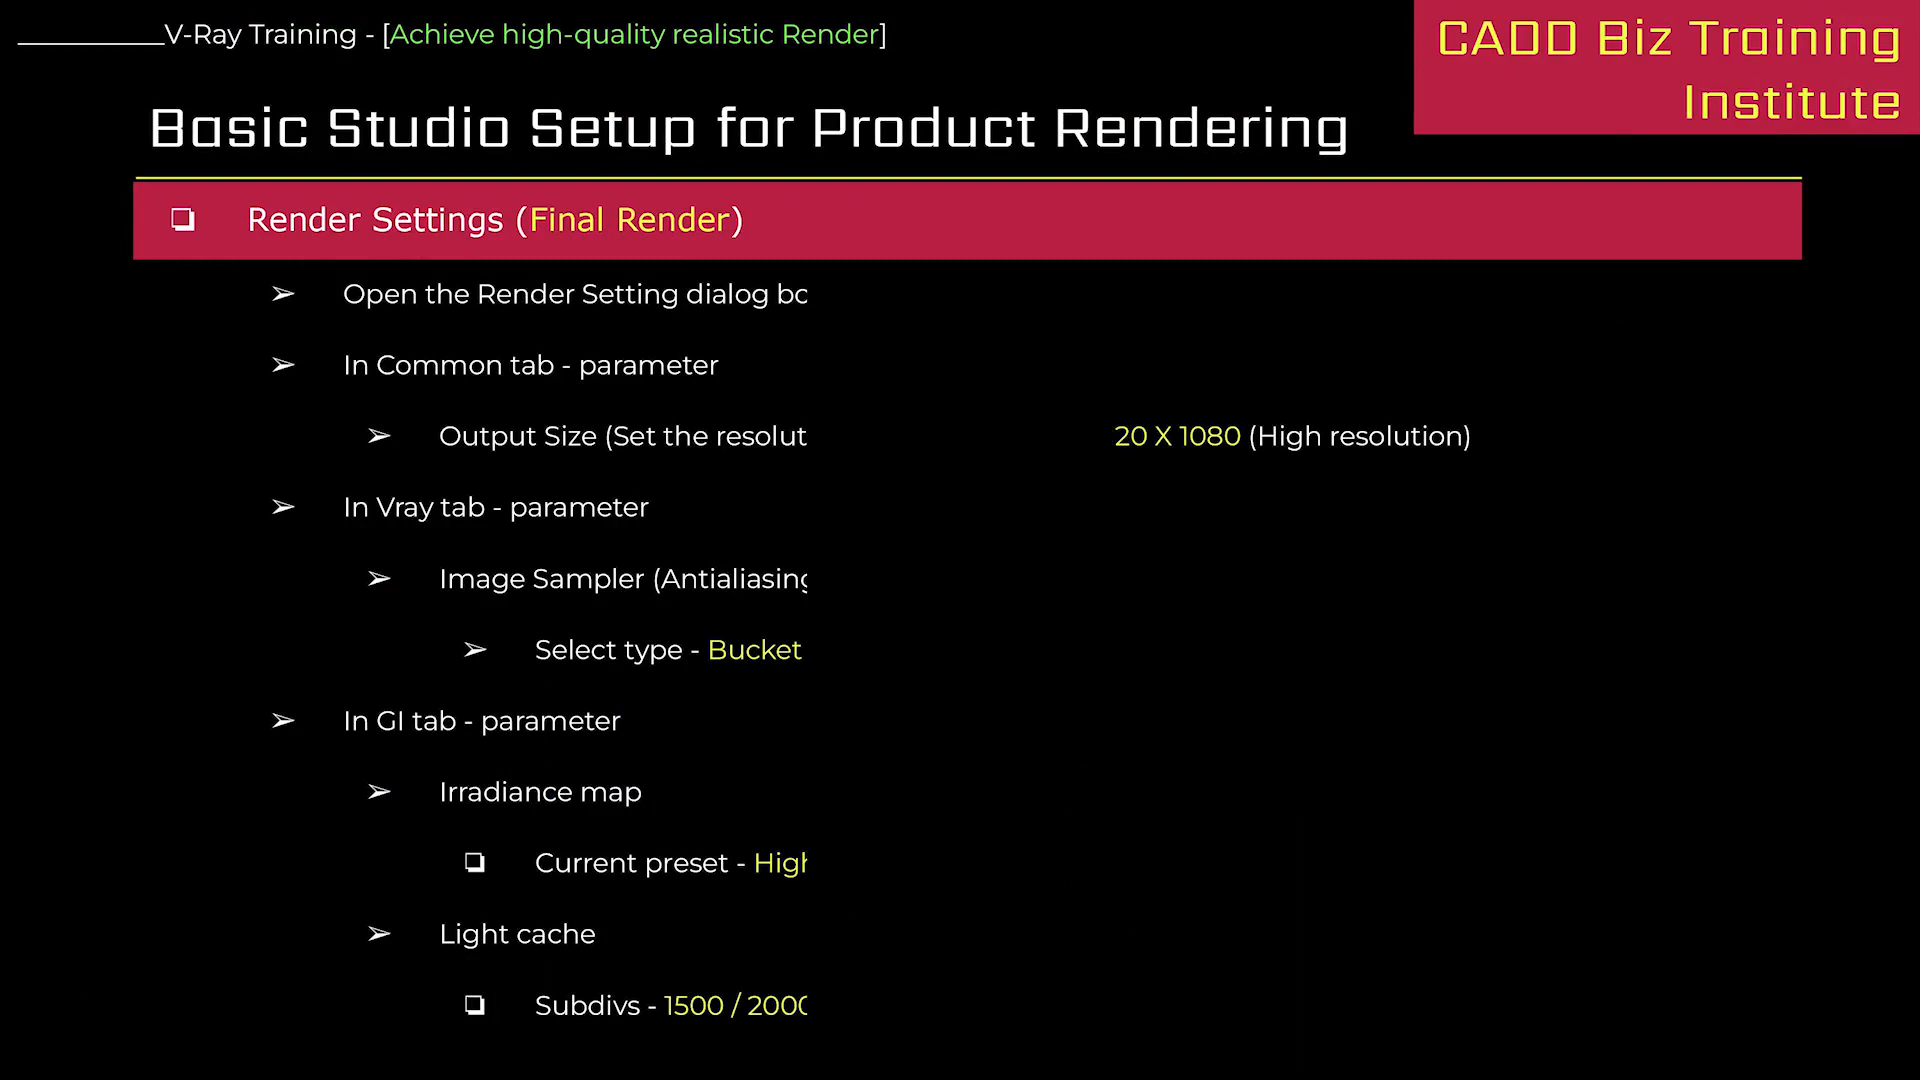 V-Ray Training - [Achieve high-quality realistic Render]
CADD Biz Training
Institute
Basic Studio Setup for Product Rendering
Render Settings (Final Render)
Open the Render Setting dialog
In Common tab - parameter
Output Size (Set the 20 X 1080 (High resolution)
In Vray tab - parameter
Image Sampler (Antialiasing
Select type - Bucket
In GI tab - parameter
Irradiance map
Current preset - High
Light cache
Subdivs - 1500 / 2000